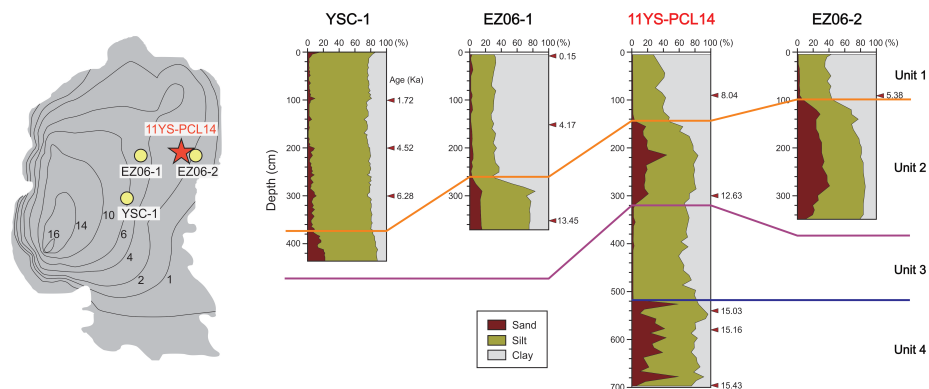 YSC-1
EZ06-1
11YS-PCL14
EZ06-2
0 20 40 60 80 100 (%)
0 20 40 60 80 100 (%)
0 20 40 60 80 100 (%)
0 20 40 60 80 100 (%)
Depth (cm)
0
100
200
300
400
Age (Ka)
1.72
4.52
6.28
0
100
200
300
0.15
4.17
13.45
0
100
200
300
400
500
600
700
8.04
12.63
15.03
15.16
15.43
0
100
200
300
5.38
Unit 1
Unit 2
Unit 3
Unit 4
11YS-PCL14
EZ06-1
EZ06-2
YSC-1
16
14
10
6
4
2
1
Sand
Silt
Clay